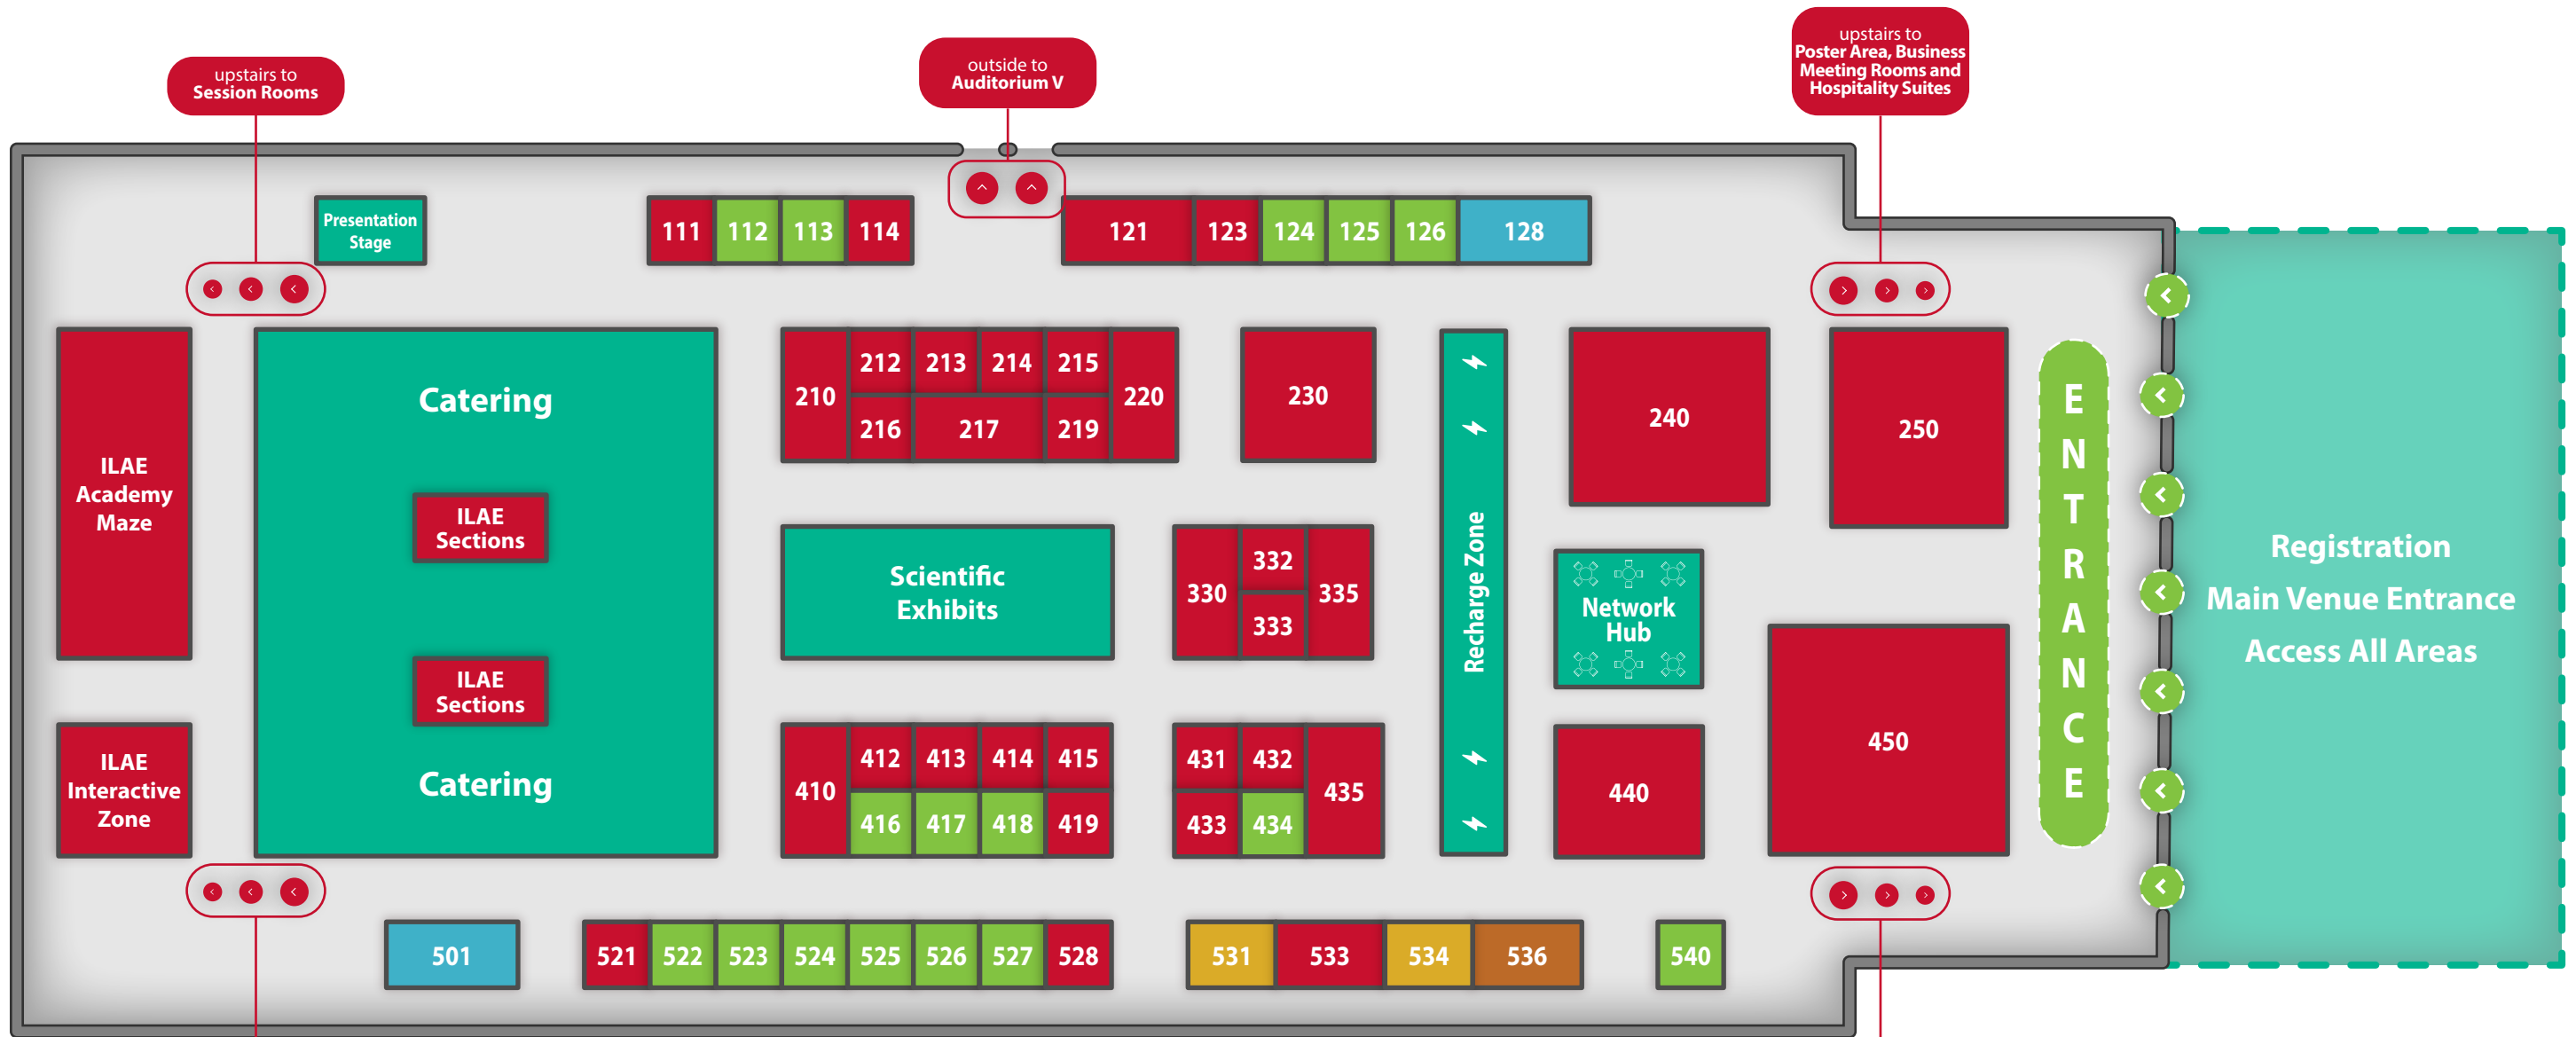 upstairs to
Session Rooms
outside to
Auditorium V
upstairs to
Poster Area, Business
Meeting Rooms and
Hospitality Suites
Presentation
Stage
111 112 113 114
121 123 124 125 126 128
ILAE
Academy
Maze
Catering
ILAE
Sections
ILAE
Sections
Catering
ILAE
Interactive
Zone
210 212 213 214 215 220
216 217 219
230
240
250
Scientific
Exhibits
330 332 335
333
Recharge Zone
Network
Hub
410 412 413 414 415
416 417 418 419
431 432 435
433 434
440
450
ENTRANCE
Registration
Main Venue Entrance
Access All Areas
501
521 522 523 524 525 526 527 528
531 533 534 536
540